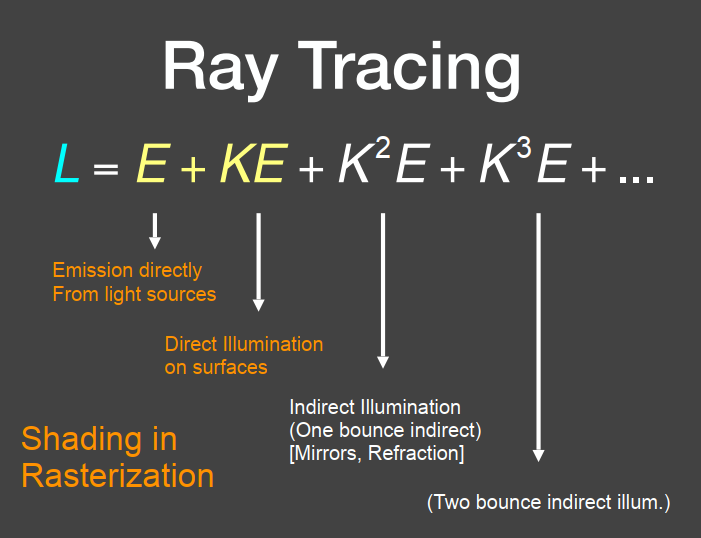 Ray Tracing
L = E + KE + K²E + K³E + ...
Emission directly
From light sources
Direct Illumination
on surfaces
Indirect Illumination
(One bounce indirect)
[Mirrors, Refraction]
Shading in
Rasterization
(Two bounce indirect illum.)